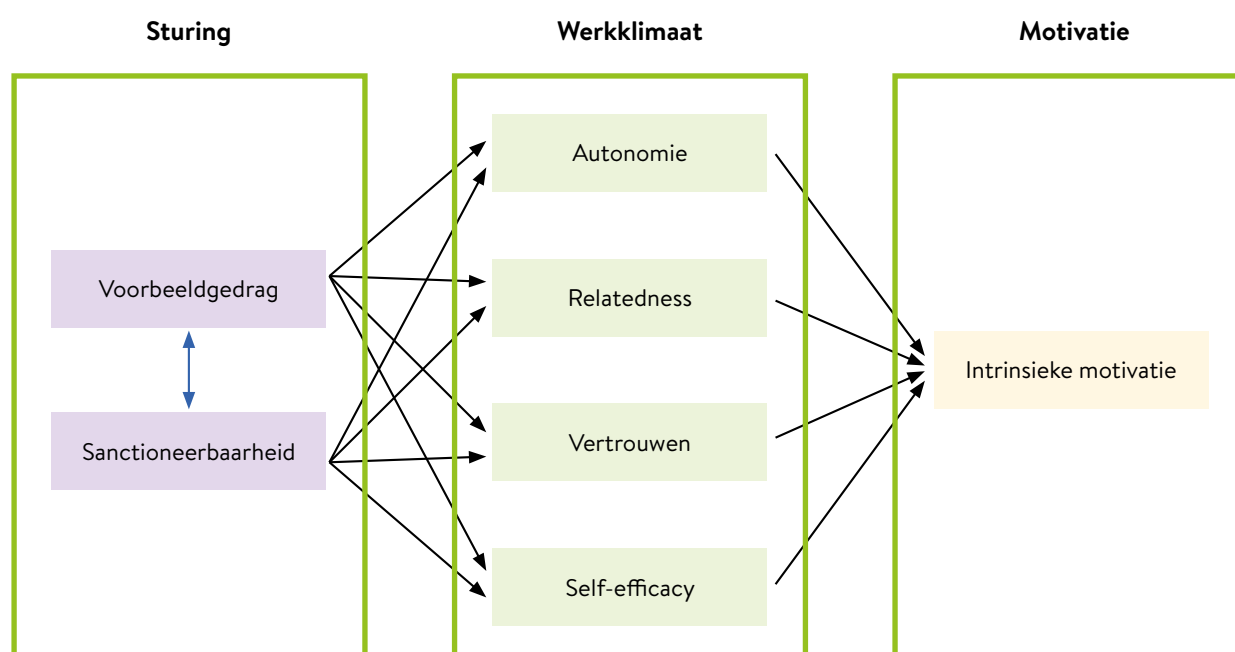 Sturing
Werkklimaat
Motivatie
Autonomie
Voorbeeldgedrag
Relatedness
Intrinsieke motivatie
Sanctioneerbaarheid
Vertrouwen
Self-efficacy